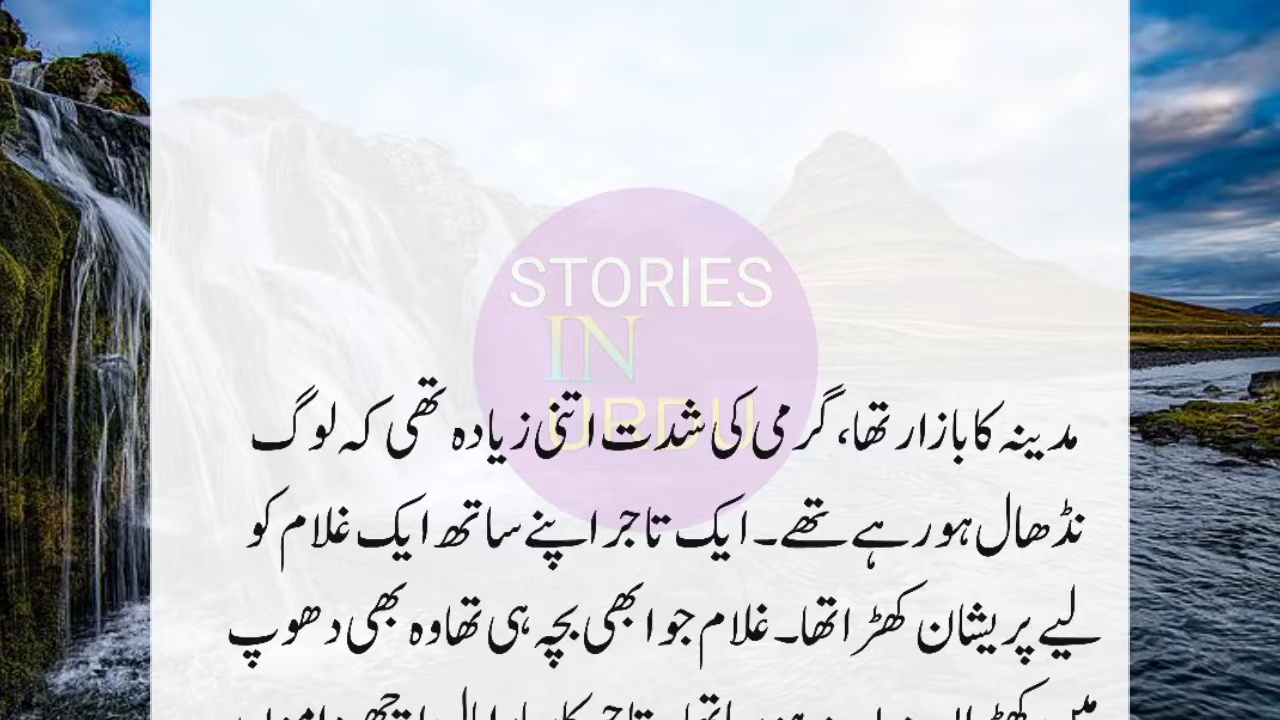 STORIES
IN
URDU
مدینہ کا بازار تھا، گرمی کی شدت اتنی زیادہ تھی کہ لوگ
نڈھال ہو رہے تھے۔ ایک تاجر اپنے ساتھ ایک غلام کو
لیے پریشان کھڑا تھا۔ غلام جو ابھی بچہ ہی تھا وہ بھی دھوپ